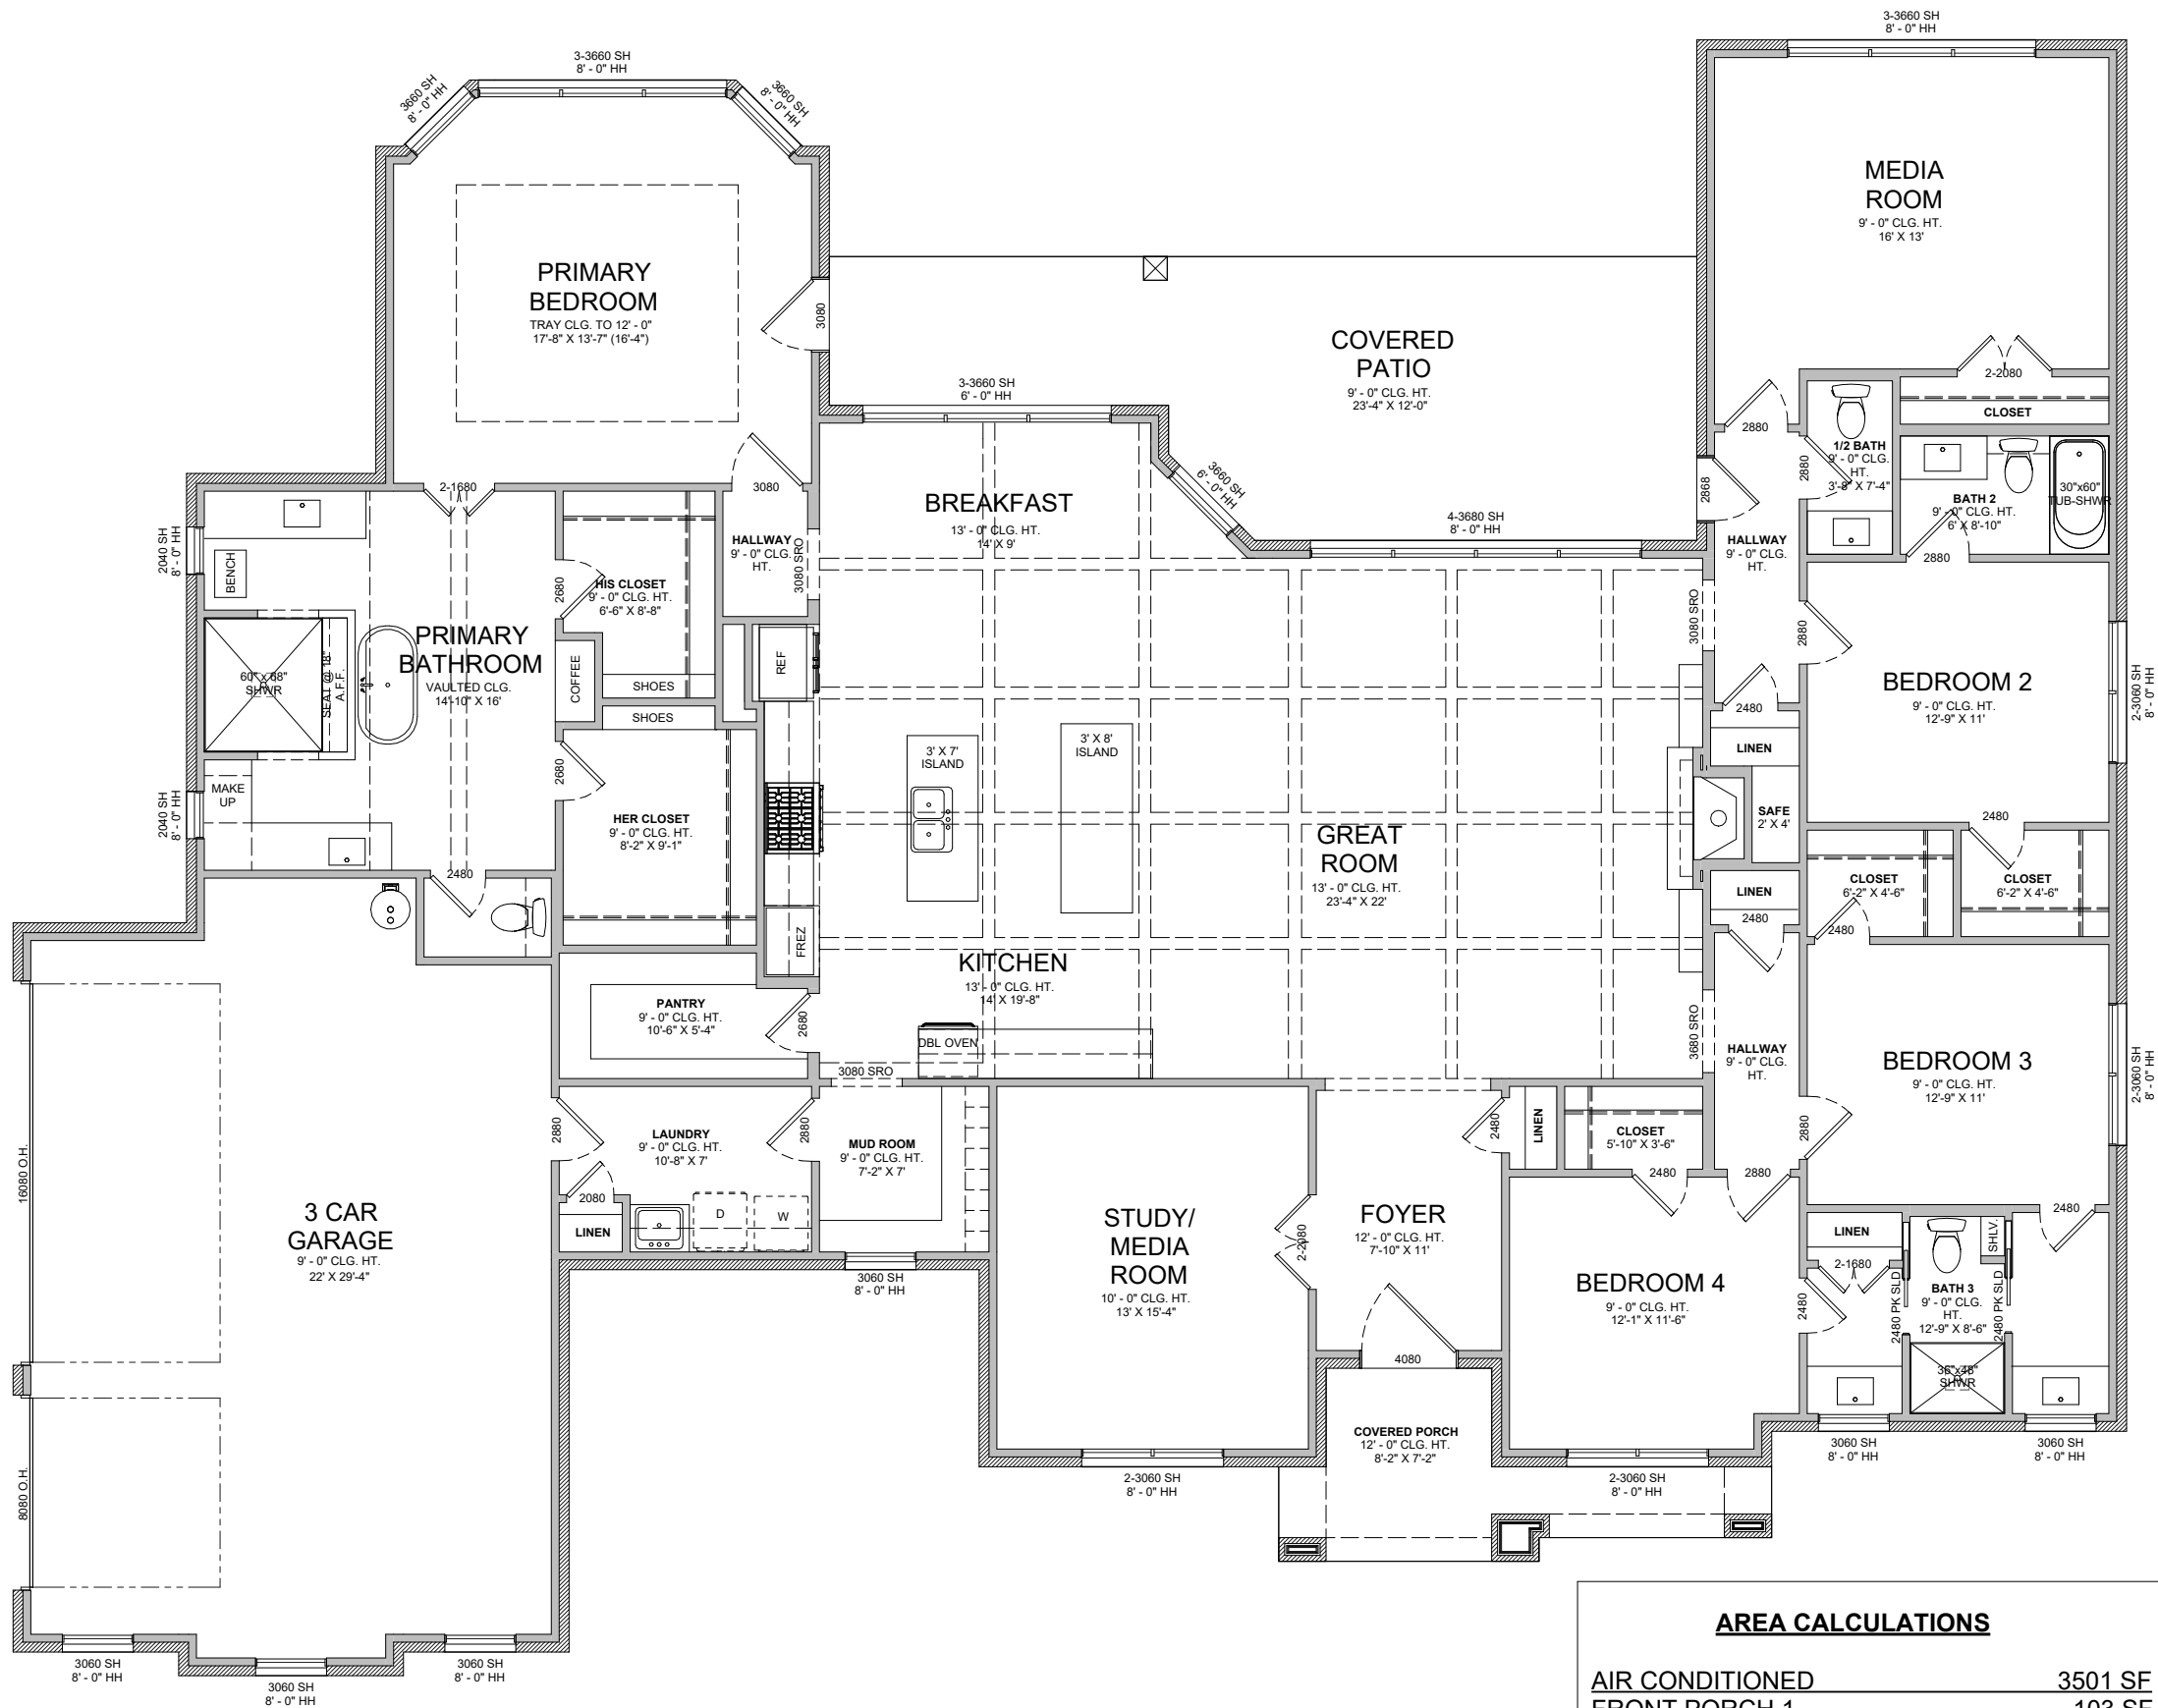 3-3660 SH
8' - 0" HH
3-3660 SH
8' - 0" HH
3660 SH
8' - 0" HH
3660 SH
8' - 0" HH
MEDIA
ROOM
9' - 0" CLG. HT.
16' X 13'
2-2080
CLOSET
PRIMARY
BEDROOM
TRAY CLG. TO 12' - 0"
17'-8" X 13'-7" (16'-4")
3080
COVERED
PATIO
9' - 0" CLG. HT.
23'-4" X 12'-0"
3-3660 SH
6' - 0" HH
3660 SH
6' - 0" HH
4-3680 SH
8' - 0" HH
2880
2868
2880
1/2 BATH
9' - 0" CLG.
HT.
3'-8" X 7'-4"
BATH 2
9' - 0" CLG. HT.
6' X 8'-10"
30"x60"
TUB-SHWR
2880
2-1680
3080
BREAKFAST
13' - 0" CLG. HT.
14' X 9'
HALLWAY
9' - 0" CLG.
HT.
3080 SRO
HALLWAY
9' - 0" CLG.
HT.
3080 SRO
2040 SH
8' - 0" HH
BENCH
2680
HIS CLOSET
9' - 0" CLG. HT.
6'-6" X 8'-8"
SHOES
SHOES
COFFEE
REF
PRIMARY
BATHROOM
VAULTED CLG.
14'-10" X 16'
60" x 68"
SHWR
SEAT @ 18"
A.F.F.
2880
BEDROOM 2
9' - 0" CLG. HT.
12'-9" X 11'
2-3060 SH
8' - 0" HH
2480
LINEN
SAFE
2' X 4'
3' X 7'
ISLAND
3' X 8'
ISLAND
2040 SH
8' - 0" HH
MAKE
UP
2680
HER CLOSET
9' - 0" CLG. HT.
8'-2" X 9'-1"
2480
GREAT
ROOM
13' - 0" CLG. HT.
23'-4" X 22'
2480
CLOSET
6'-2" X 4'-6"
CLOSET
6'-2" X 4'-6"
LINEN
2480
2480
FREZ
KITCHEN
13' - 0" CLG. HT.
14' X 19'-8"
PANTRY
9' - 0" CLG. HT.
10'-6" X 5'-4"
2680
DBL OVEN
3080 SRO
3680 SRO
HALLWAY
9' - 0" CLG.
HT.
BEDROOM 3
9' - 0" CLG. HT.
12'-9" X 11'
2-3060 SH
8' - 0" HH
2880
16080 O.H.
2880
LAUNDRY
9' - 0" CLG. HT.
10'-8" X 7'
2880
MUD ROOM
9' - 0" CLG. HT.
7'-2" X 7'
2480
LINEN
CLOSET
5'-10" X 3'-6"
2480
2880
2080
LINEN
D
W
3 CAR
GARAGE
9' - 0" CLG. HT.
22' X 29'-4"
3060 SH
8' - 0" HH
STUDY/
MEDIA
ROOM
10' - 0" CLG. HT.
13' X 15'-4"
2-2080
FOYER
12' - 0" CLG. HT.
7'-10" X 11'
4080
BEDROOM 4
9' - 0" CLG. HT.
12'-1" X 11'-6"
2480
LINEN
2-1680
2480 PK SLD
SHLV.
BATH 3
9' - 0" CLG.
HT.
12'-9" X 8'-6"
2480 PK SLD
2480
36"x48"
SHWR
COVERED PORCH
12' - 0" CLG. HT.
8'-2" X 7'-2"
8080 O.H.
2-3060 SH
8' - 0" HH
2-3060 SH
8' - 0" HH
3060 SH
8' - 0" HH
3060 SH
8' - 0" HH
3060 SH
8' - 0" HH
3060 SH
8' - 0" HH
3060 SH
8' - 0" HH
AREA CALCULATIONS
AIR CONDITIONED 3501 SF
FRONT PORCH 1 103 SF